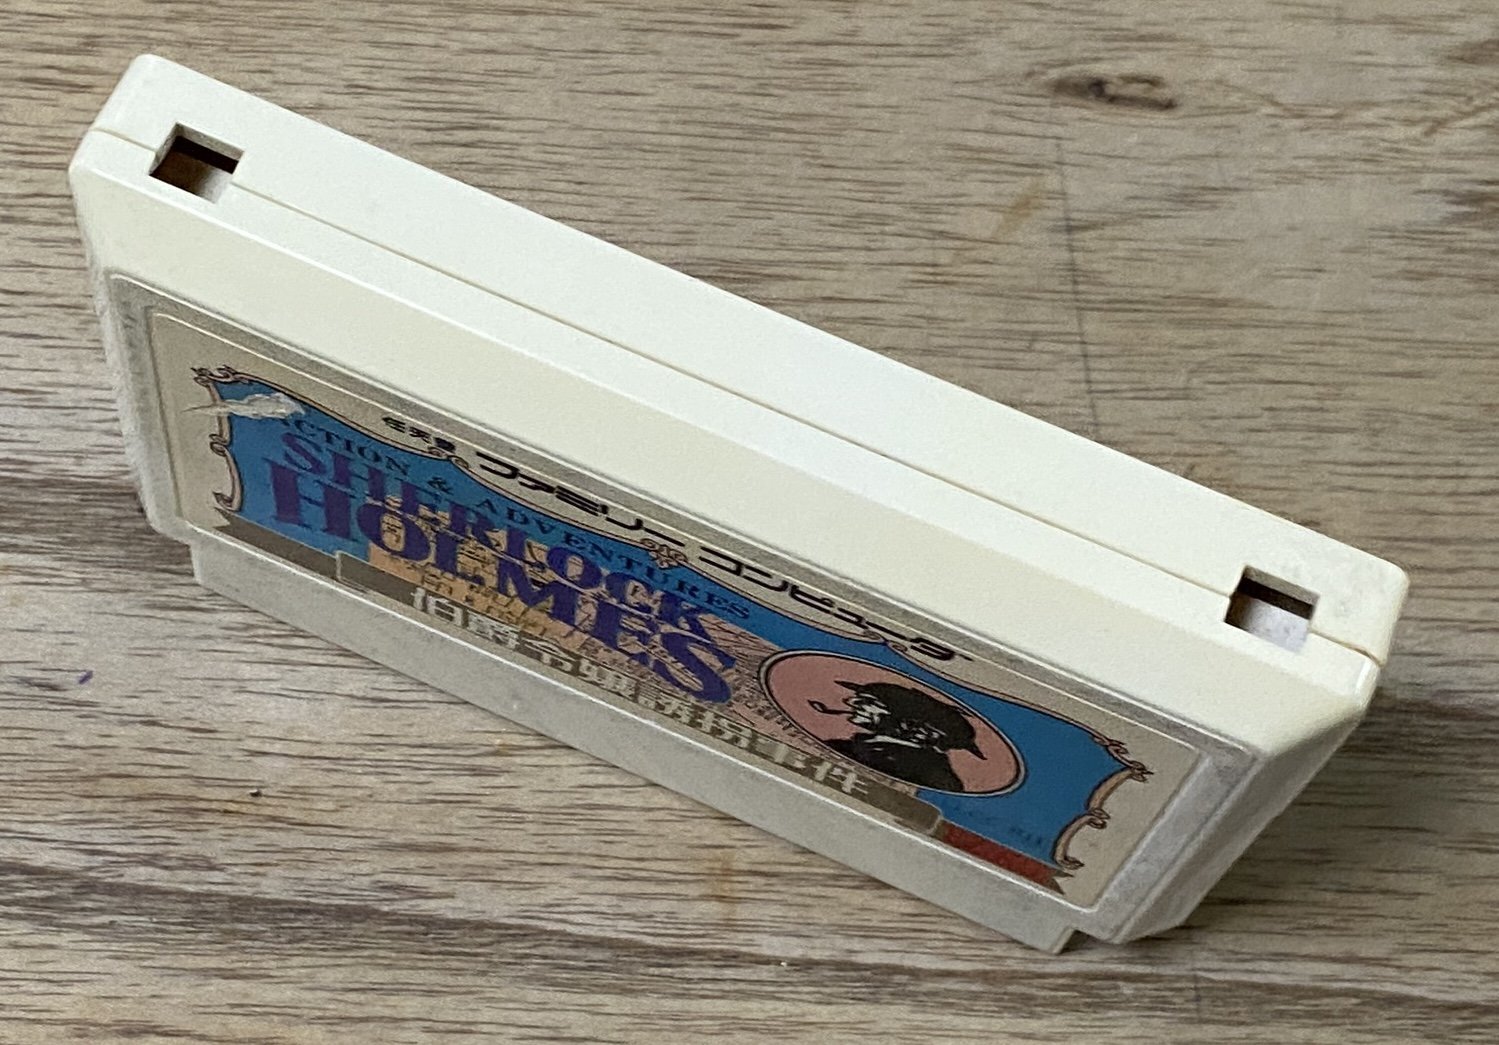 任天堂 ファミリーコンピュータ
ACTION & ADVENTURES
SHERLOCK
HOLMES
伯爵令嬢誘拐事件